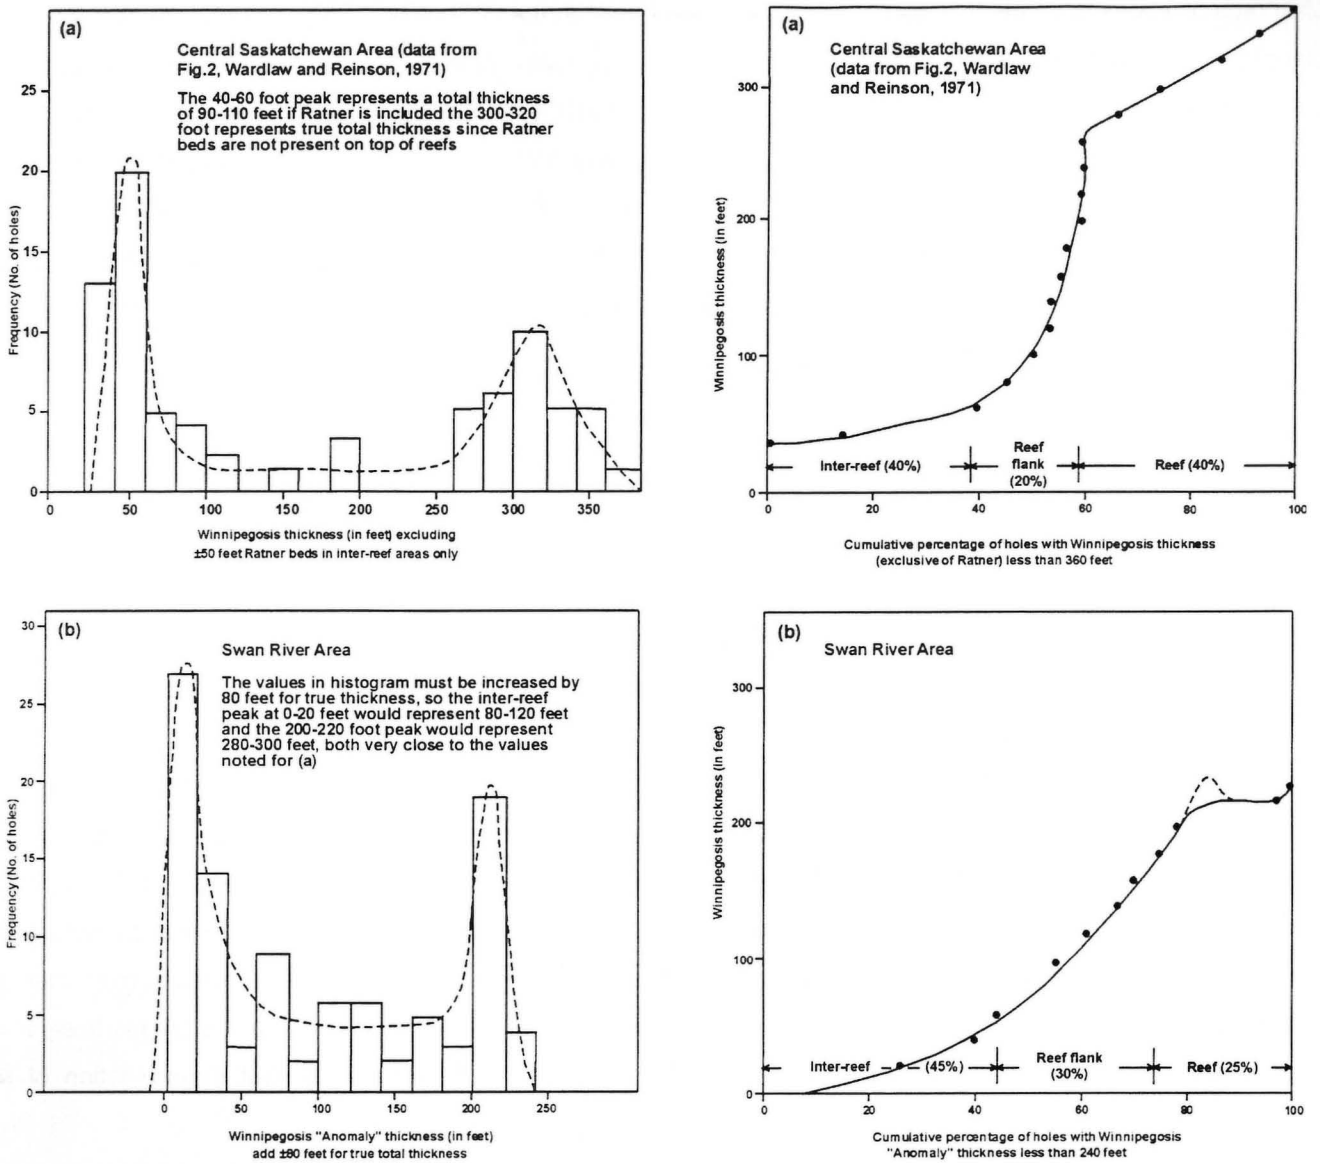 (a)
Central Saskatchewan Area (data from
Fig.2, Wardlaw and Reinson, 1971)
The 40-60 foot peak represents a total thickness
of 90-110 feet if Ratner is included the 300-320
foot represents true total thickness since Ratner
beds are not present on top of reefs
Frequency (No. of holes)
25
20
15
10
5
0
0
50
100
150
200
250
300
350
Winnipegosis thickness (in feet) excluding
±50 feet Ratner beds in inter-reef areas only
(a)
Central Saskatchewan Area
(data from Fig.2, Wardlaw
and Reinson, 1971)
Winnipegosis thickness (in feet)
300
200
100
0
Inter-reef (40%)
Reef
flank
(20%)
Reef (40%)
0
20
40
60
80
100
Cumulative percentage of holes with Winnipegosis thickness
(exclusive of Ratner) less than 360 feet
(b)
Swan River Area
The values in histogram must be increased by
80 feet for true thickness, so the inter-reef
peak at 0-20 feet would represent 80-120 feet
and the 200-220 foot peak would represent
280-300 feet, both very close to the values
noted for (a)
Frequency (No. of holes)
30
25
20
15
10
5
0
0
50
100
150
200
250
Winnipegosis "Anomaly" thickness (in feet)
add ±80 feet for true total thickness
(b)
Swan River Area
Winnipegosis thickness (in feet)
300
200
100
0
Inter-reef (45%)
Reef flank
(30%)
Reef (25%)
0
20
40
60
80
100
Cumulative percentage of holes with Winnipegosis
"Anomaly" thickness less than 240 feet